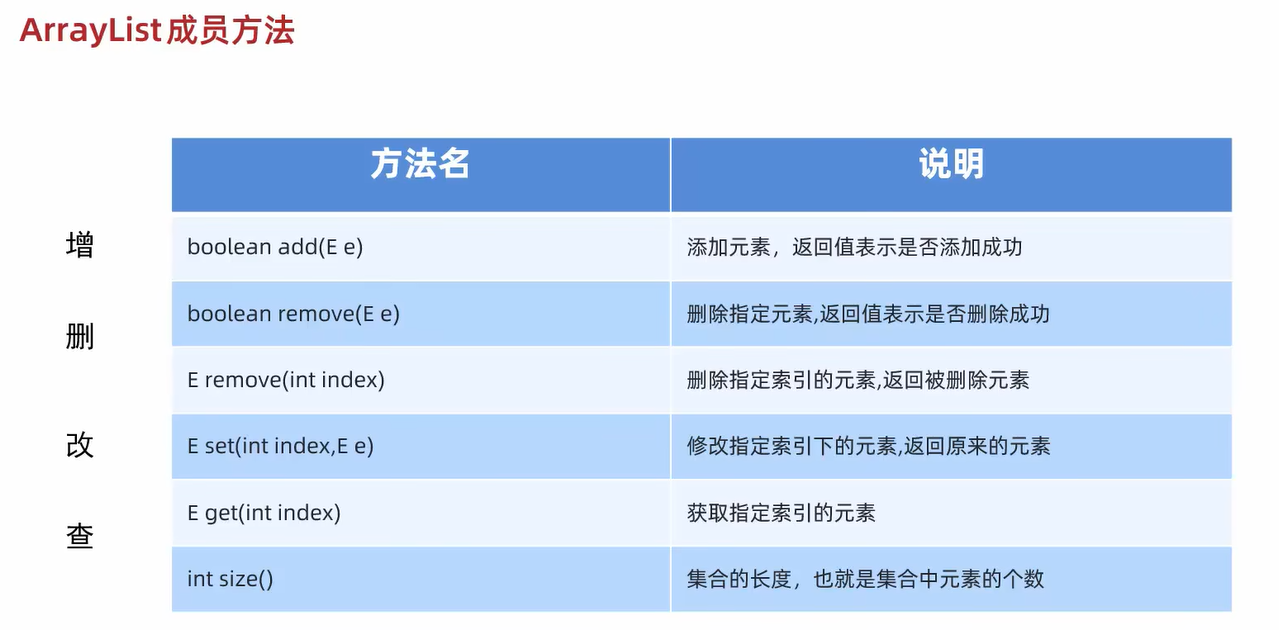 ArrayList成员方法
方法名 说明
增
boolean add(E e) 添加元素，返回值表示是否添加成功
删
boolean remove(E e) 删除指定元素,返回值表示是否删除成功
E remove(int index) 删除指定索引的元素,返回被删除元素
改
E set(int index,E e) 修改指定索引下的元素,返回原来的元素
查
E get(int index) 获取指定索引的元素
int size() 集合的长度，也就是集合中元素的个数